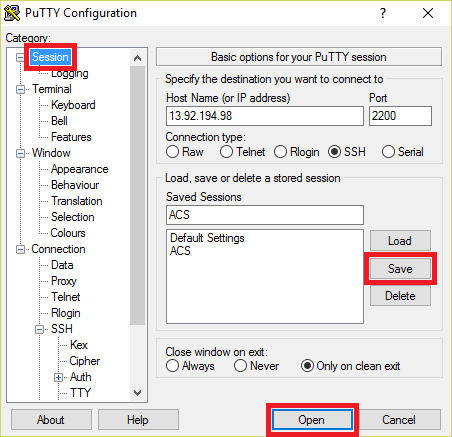 PuTTY Configuration
?
Category:
Session
Logging
Terminal
Keyboard
Bell
Features
Window
Appearance
Behaviour
Translation
Selection
Colours
Connection
Data
Proxy
Telnet
Rlogin
SSH
Kex
Cipher
Auth
TTY
Basic options for your PuTTY session
Specify the destination you want to connect to
Host Name (or IP address) Port
13.92.194.98 2200
Connection type:
Raw Telnet Rlogin SSH Serial
Load, save or delete a stored session
Saved Sessions
ACS
Default Settings
ACS
Load
Save
Delete
Close window on exit:
Always Never Only on clean exit
About Help Open Cancel